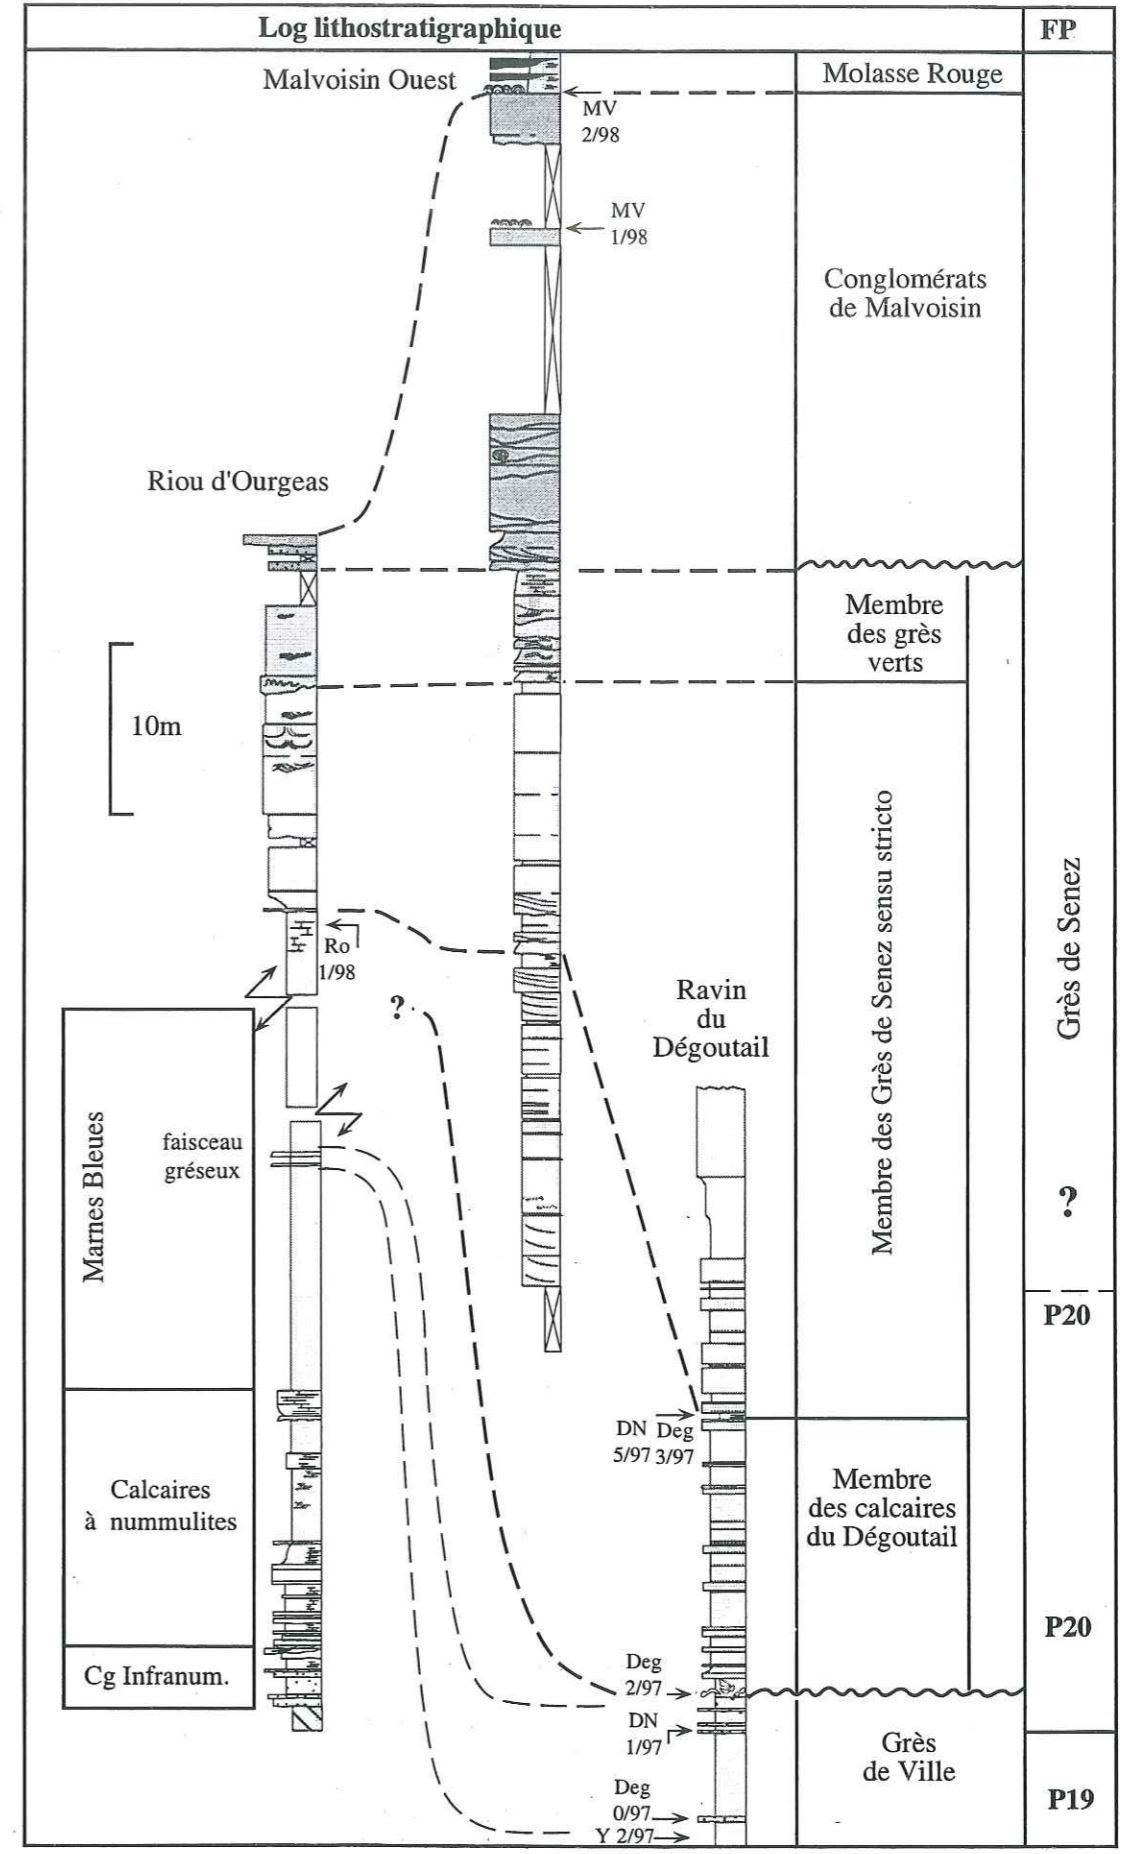 Log lithostratigraphique
FP
Malvoisin Ouest
Molasse Rouge
MV
2/98
MV
1/98
Conglomérats
de Malvoisin
Riou d'Ourgeas
Membre
des grès
verts
10m
Membre des Grès de Senez sensu stricto
Grès de Senez
Ro
1/98
?
Ravin
du
Dégoutail
Marnes Bleues
faisceau
gréseux
?
P20
DN Deg
5/97 3/97
Calcaires
à nummulites
Membre
des calcaires
du Dégoutail
P20
Cg Infranum.
Deg
2/97
DN
1/97
Grès
de Ville
Deg
0/97
Y 2/97
P19